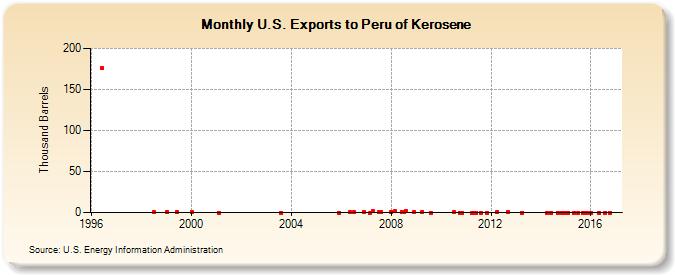 Monthly U.S. Exports to Peru of Kerosene
Thousand Barrels
200
150
100
50
0
1996 2000 2004 2008 2012 2016
Source: U.S. Energy Information Administration